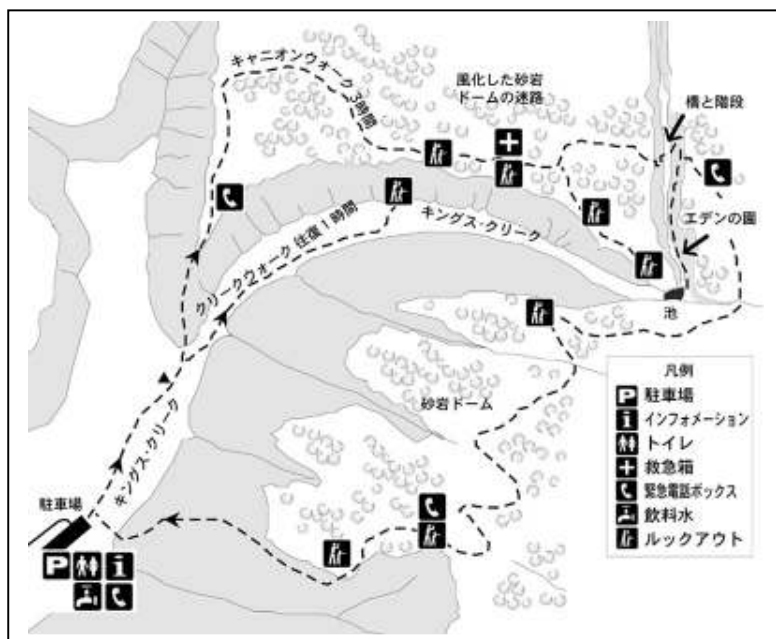 キャニオンウォーク 3時間
風化した砂岩
ドームの迷路
橋と階段
エデンの園
キングス・クリーク
クリークウォーク 往復1時間
池
砂岩ドーム
キングス・クリーク
駐車場
凡例
駐車場
インフォメーション
トイレ
救急箱
緊急電話ボックス
飲料水
ルックアウト